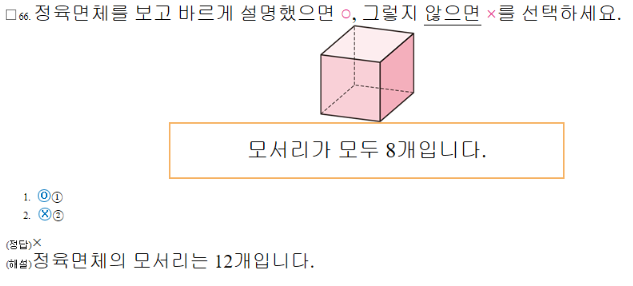 □ 66. 정육면체를 보고 바르게 설명했으면 ○, 그렇지 않으면 ×를 선택하세요.
모서리가 모두 8개입니다.
1. ⓞ①
2. ⓧ②
(정답)×
(해설)정육면체의 모서리는 12개입니다.